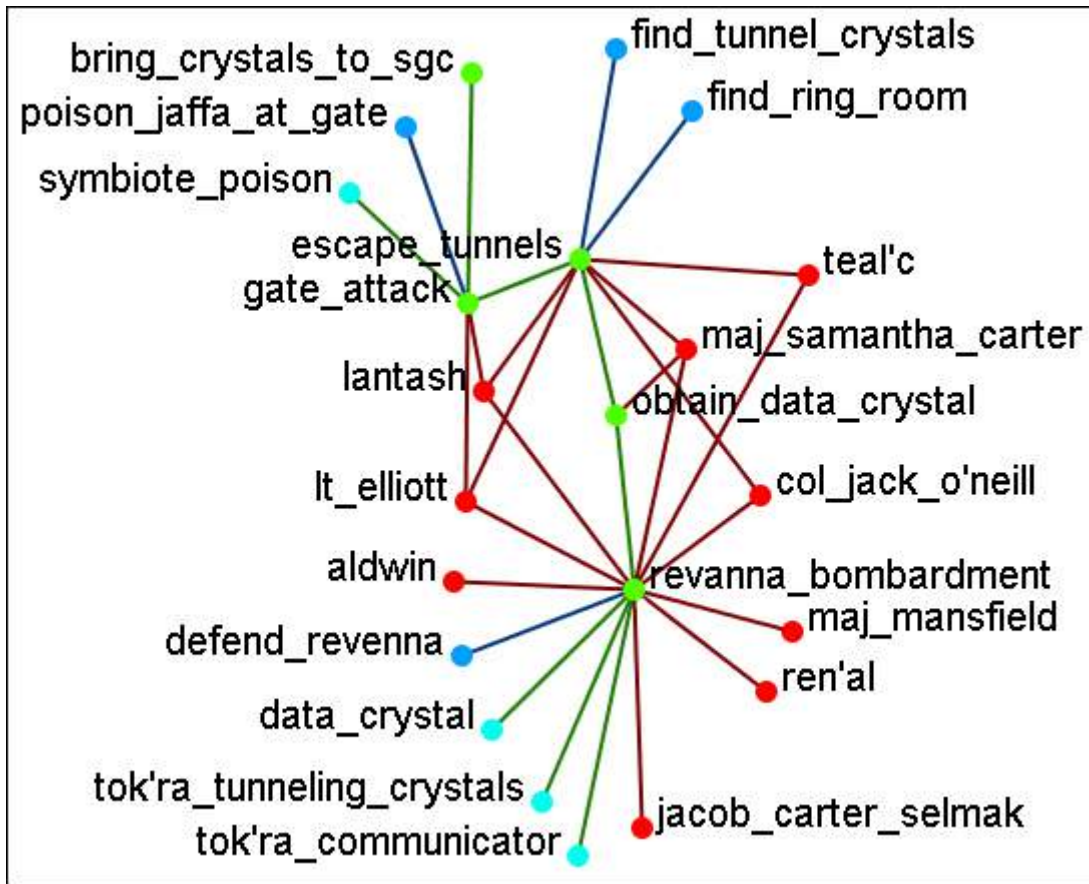 find_tunnel_crystals
bring_crystals_to_sgc
find_ring_room
poison_jaffa_at_gate
symbiote_poison
escape_tunnels
teal'c
gate_attack
maj_samantha_carter
lantash
obtain_data_crystal
lt_elliott
col_jack_o'neill
aldwin
revanna_bombardment
maj_mansfield
defend_revenna
ren'al
data_crystal
tok'ra_tunneling_crystals
jacob_carter_selmak
tok'ra_communicator